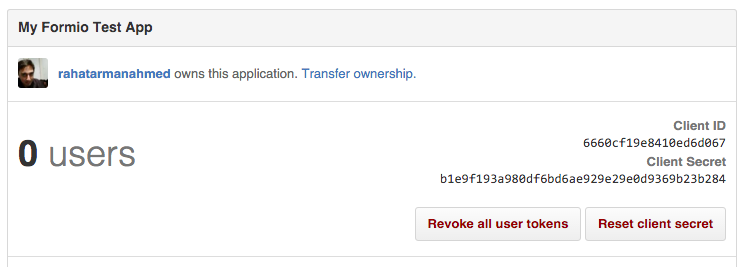 My Formio Test App
rahatarmanahmed owns this application. Transfer ownership.
0 users
Client ID
6660cf19e8410ed6d067
Client Secret
b1e9f193a980df6bd6ae929e29e0d9369b23b284
Revoke all user tokens
Reset client secret